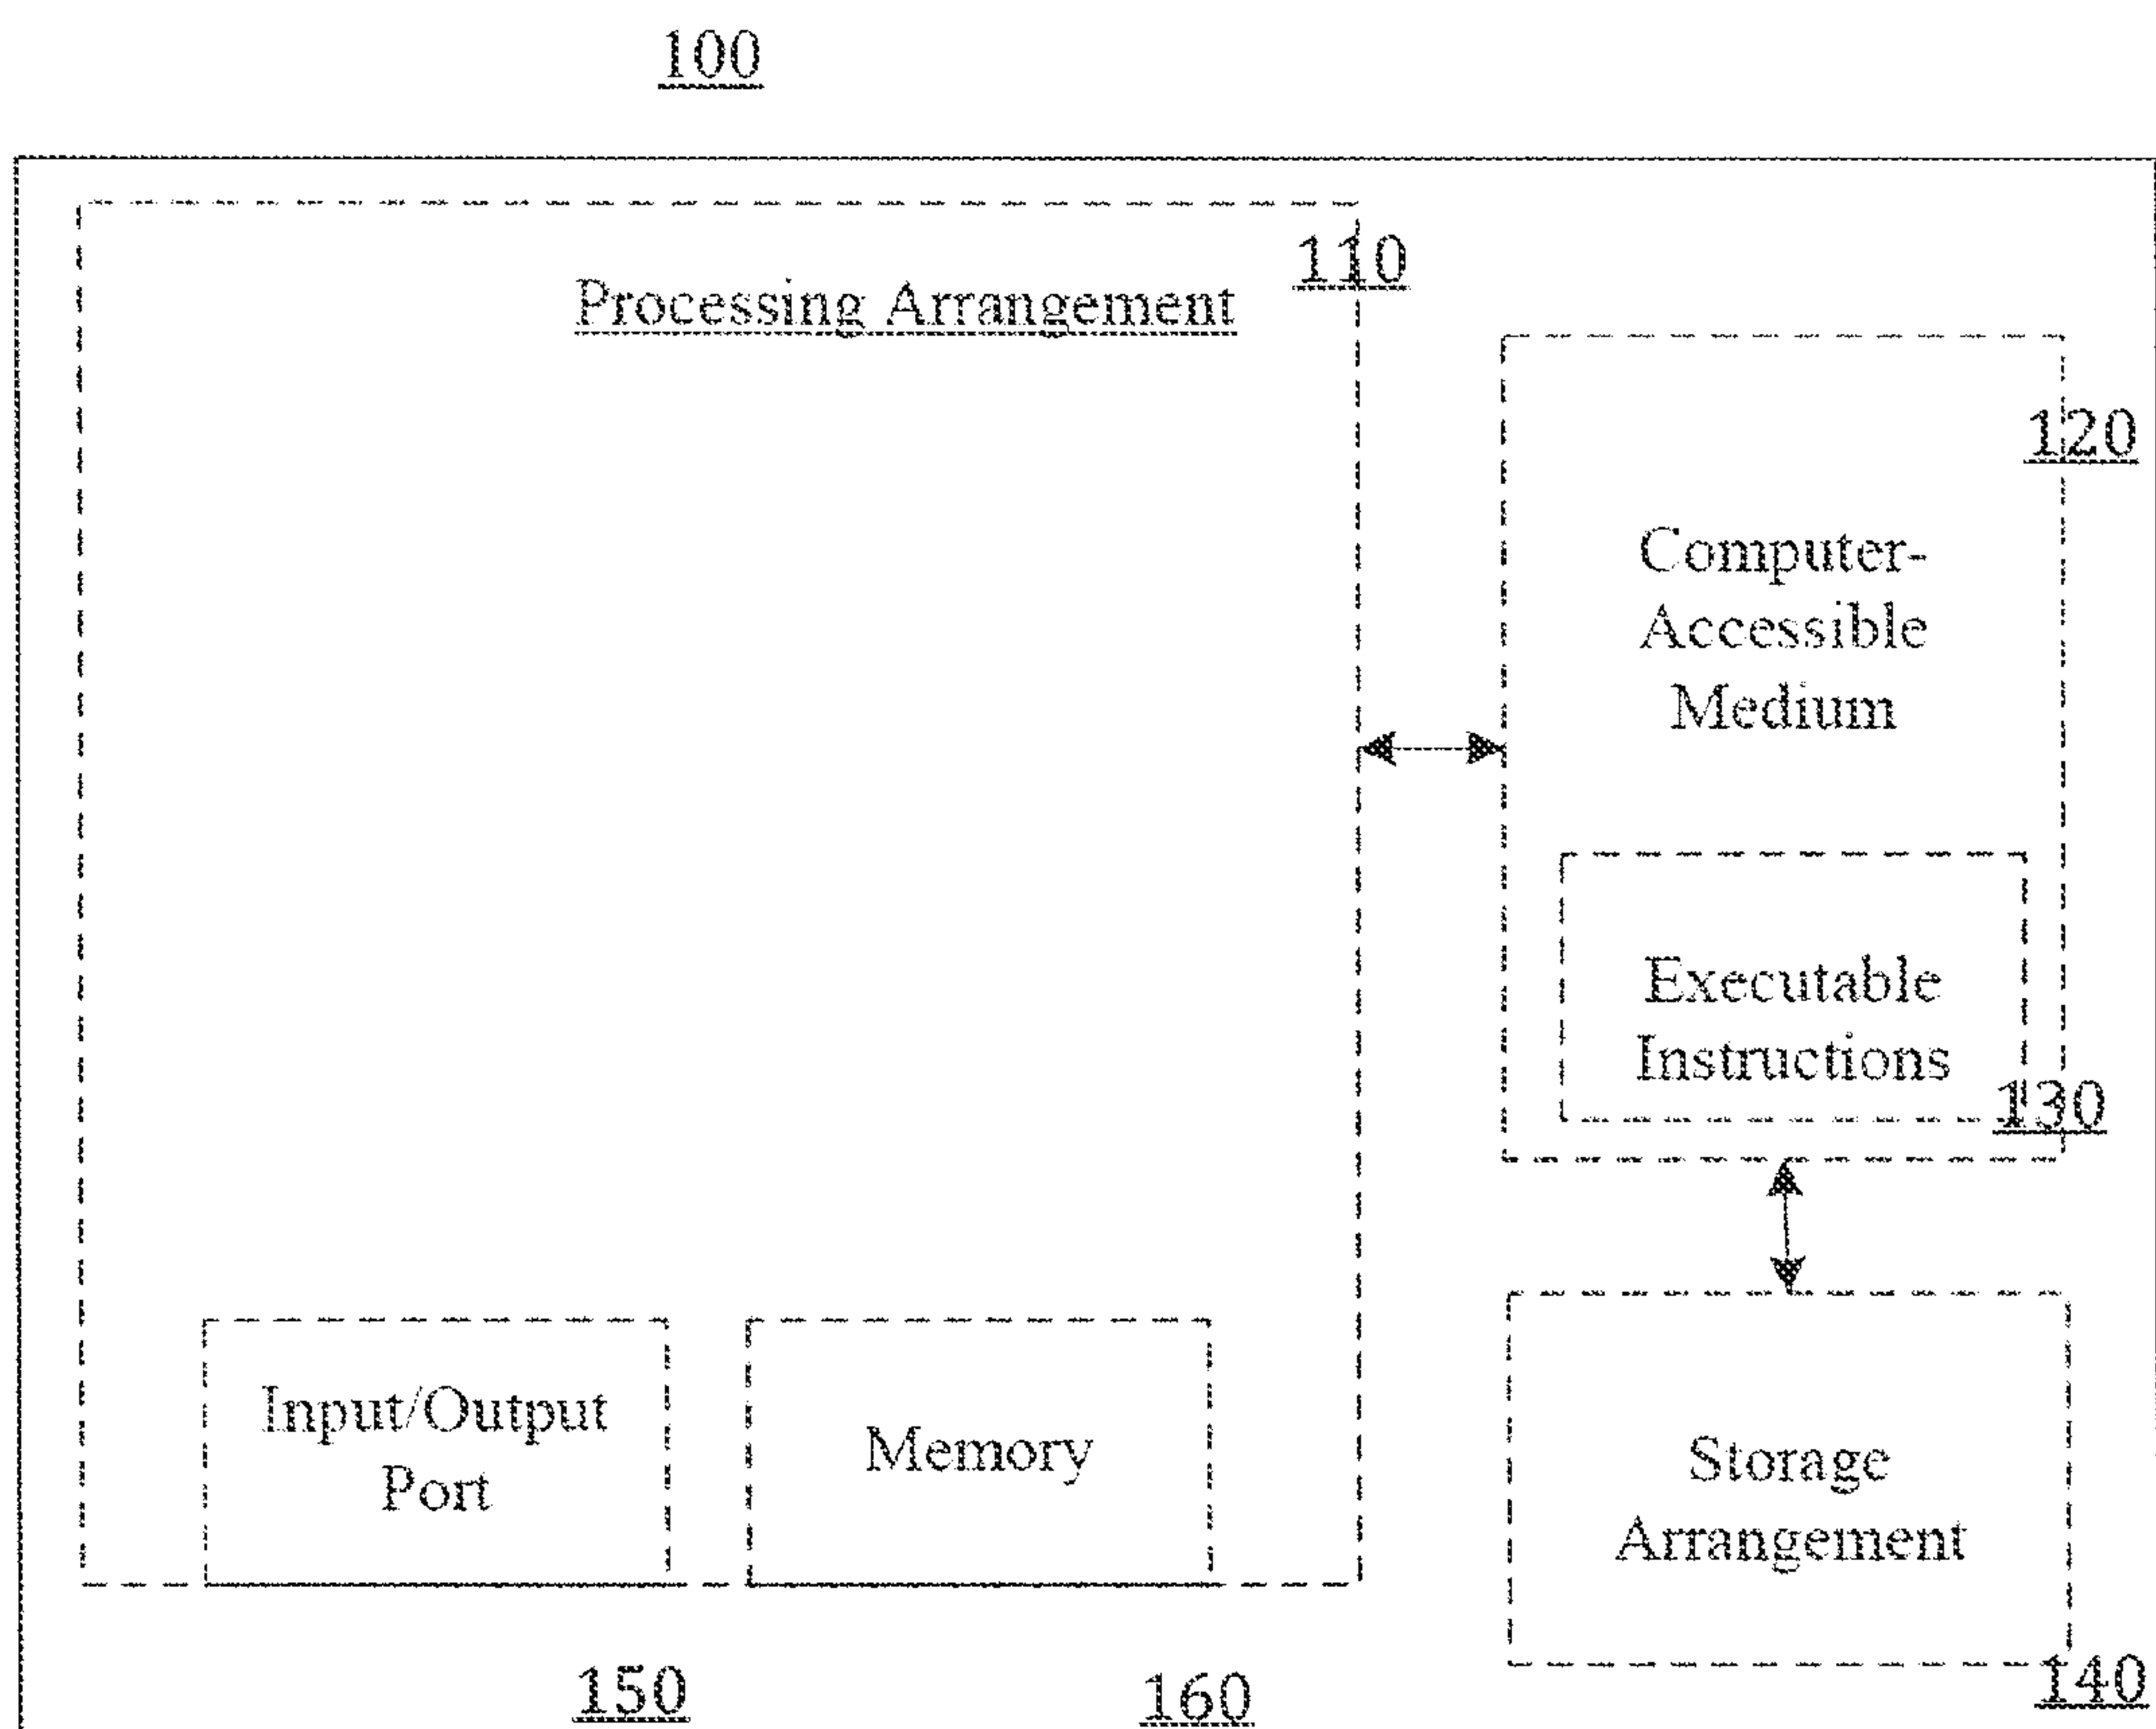 100
110
Processing Arrangement
120
Computer-
Accessible
Medium
Executable
Instructions
130
Input/Output
Port
Memory
Storage
Arrangement
150
160
140